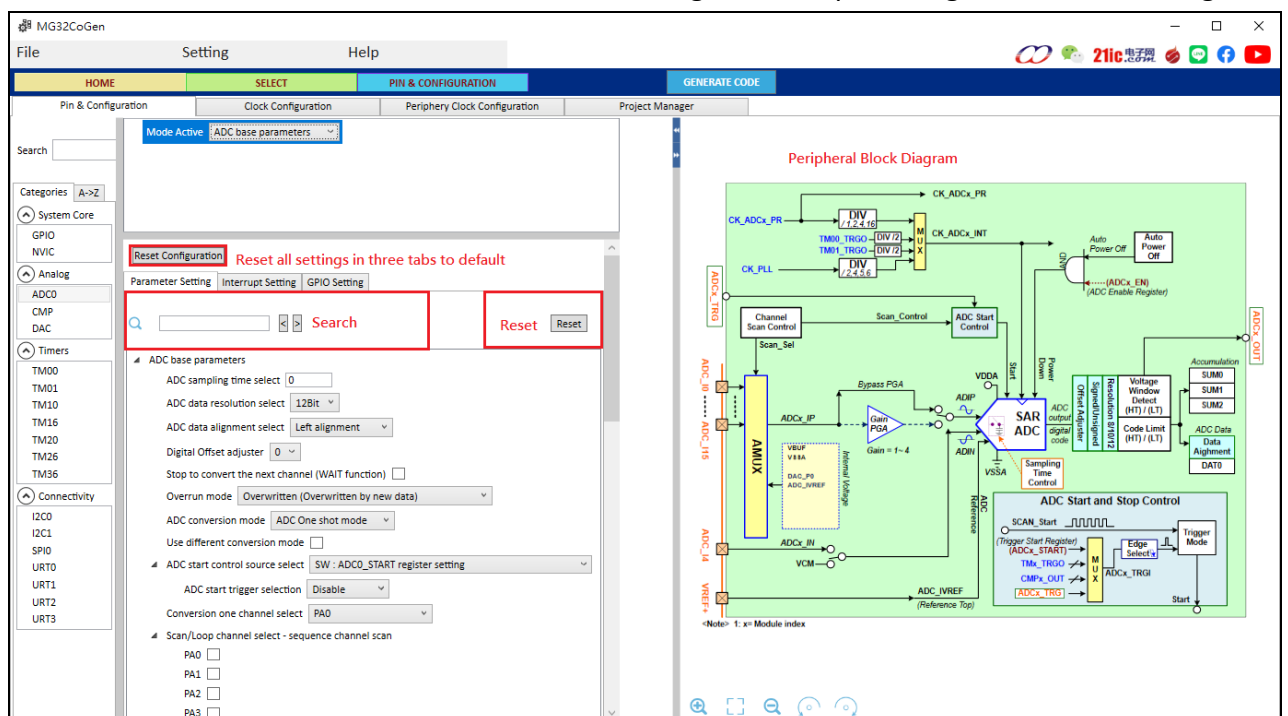 MG32CoGen
File Setting Help
21ic电子网
HOME SELECT PIN & CONFIGURATION GENERATE CODE
Pin & Configuration Clock Configuration Periphery Clock Configuration Project Manager
Search
Categories A->Z
System Core
GPIO
NVIC
Analog
ADC0
CMP
DAC
Timers
TM00
TM01
TM10
TM16
TM20
TM26
TM36
Connectivity
I2C0
I2C1
SPI0
URT0
URT1
URT2
URT3
Mode Active ADC base parameters
Reset Configuration Reset all settings in three tabs to default
Parameter Setting Interrupt Setting GPIO Setting
< > Search Reset Reset
ADC base parameters
ADC sampling time select 0
ADC data resolution select 12Bit
ADC data alignment select Left alignment
Digital Offset adjuster 0
Stop to convert the next channel (WAIT function)
Overrun mode Overwritten (Overwritten by new data)
ADC conversion mode ADC One shot mode
Use different conversion mode
ADC start control source select SW : ADC0_START register setting
ADC start trigger selection Disable
Conversion one channel select PA0
Scan/Loop channel select - sequence channel scan
PA0
PA1
PA2
PA3
Peripheral Block Diagram
CK_ADCx_PR
CK_ADCx_PR DIV
/ 1,2,4,16
TM00_TRGO DIV /2
TM01_TRGO DIV /2
MUX
CK_ADCx_INT
CK_PLL DIV
/2,4,5,6
Auto
Power Off
Auto
Power
Off
AND
(ADCx_EN)
(ADC Enable Register)
ADCx_TRG
Channel
Scan Control
Scan_Control
ADC Start
Control
Scan_Sel
Start
Power
Down
ADCx_OUT
ADC_I0
ADC_I15
AMUX
ADCx_IP
Bypass PGA
Gain
PGA
Gain = 1~ 4
VBUF
VSSA
DAC_P0
ADC_IVREF
Internal Voltage
VDDA
ADIP
ADIN
SAR
ADC
VSSA
ADC
output
digital
code
Sampling
Time
Control
Offset Adjuster
Signed/Unsigned
Resolution 8/10/12
Voltage
Window
Detect
(HT) / (LT)
Code Limit
(HT) / (LT)
Accumulation
SUM0
SUM1
SUM2
ADC Data
Data
Aighment
DAT0
ADC_I4
ADCx_IN
VCM
ADC
Reference
VREF+
ADC_IVREF
(Reference Top)
ADC Start and Stop Control
SCAN_Start
(Trigger Start Register)
(ADCx_START)
TMx_TRGO
CMPx_OUT
ADCx_TRG
MUX
Edge
Select
ADCx_TRGI
Trigger
Mode
Start
<Note> 1: x= Module index